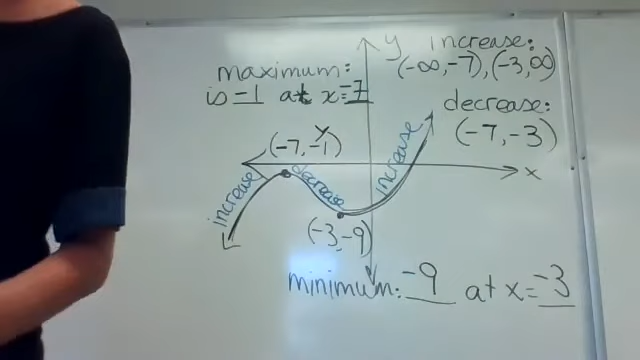 y increase:
(-∞, -7), (-3, ∞)
maximum:
is -1 at x=-7
decrease:
(-7, -3)
y
(-7, -1)
increase
decrease
increase
x
(-3, -9)
minimum: -9 at x= -3